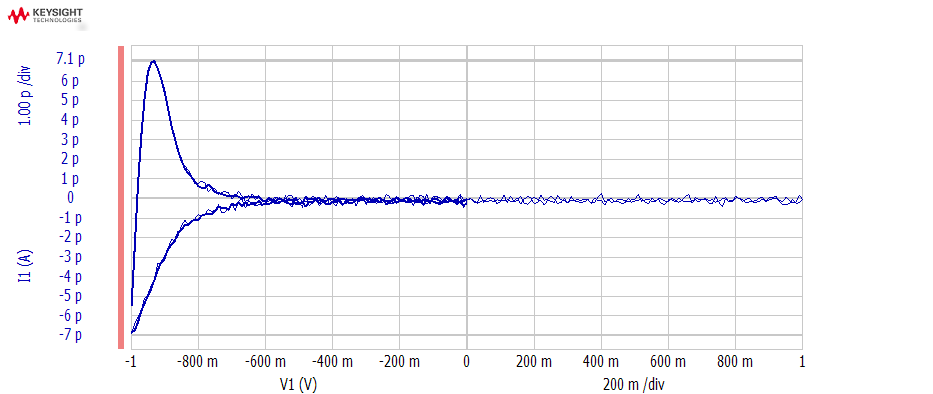 KEYSIGHT
TECHNOLOGIES
1.00 p /div
I1 (A)
7.1 p
6 p
5 p
4 p
3 p
2 p
1 p
0
-1 p
-2 p
-3 p
-4 p
-5 p
-6 p
-7 p
-1 -800 m -600 m -400 m -200 m 0 200 m 400 m 600 m 800 m 1
V1 (V) 200 m /div